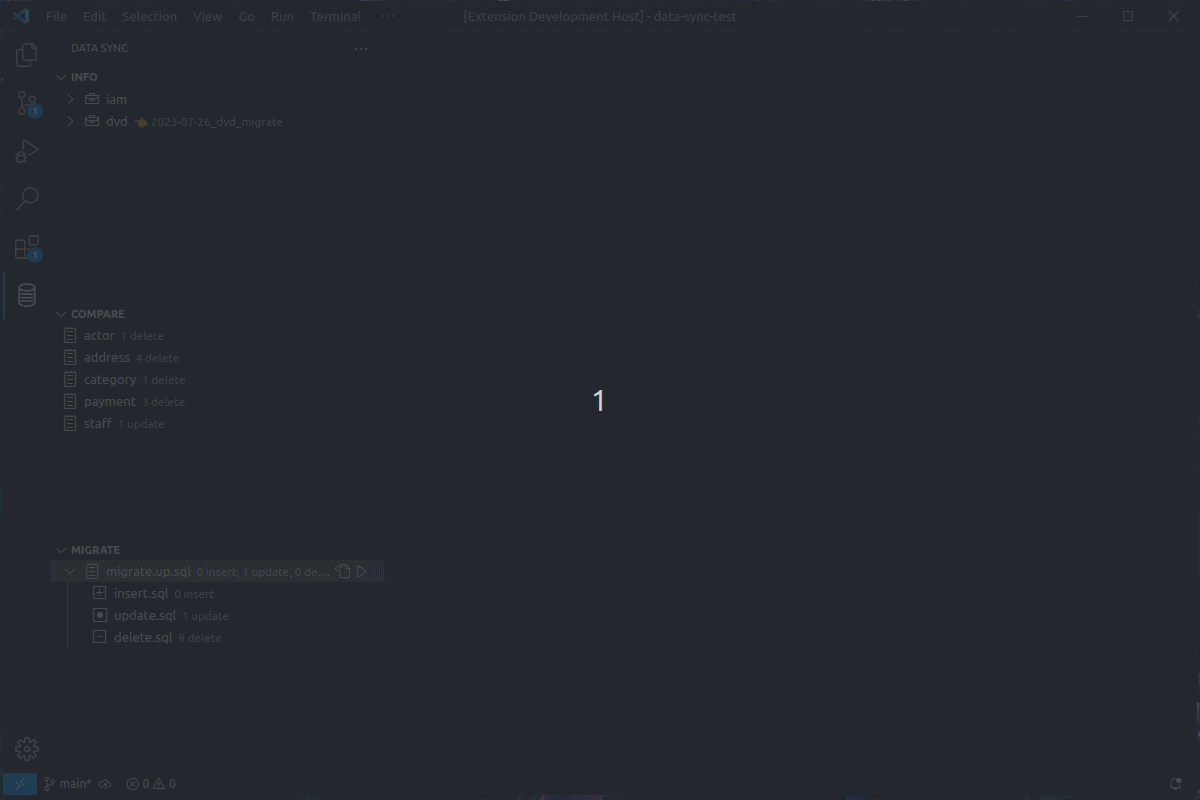 File Edit Selection View Go Run Terminal ··· [Extension Development Host] - data-sync-test
DATA SYNC ···
INFO
iam
dvd 👈 2023-07-26_dvd_migrate
COMPARE
actor 1 delete
address 4 delete
category 1 delete
payment 3 delete
staff 1 update
1
MIGRATE
migrate.up.sql 0 insert, 1 update, 0 de...
insert.sql 0 insert
update.sql 1 update
delete.sql 9 delete
1
1
main* 0 0